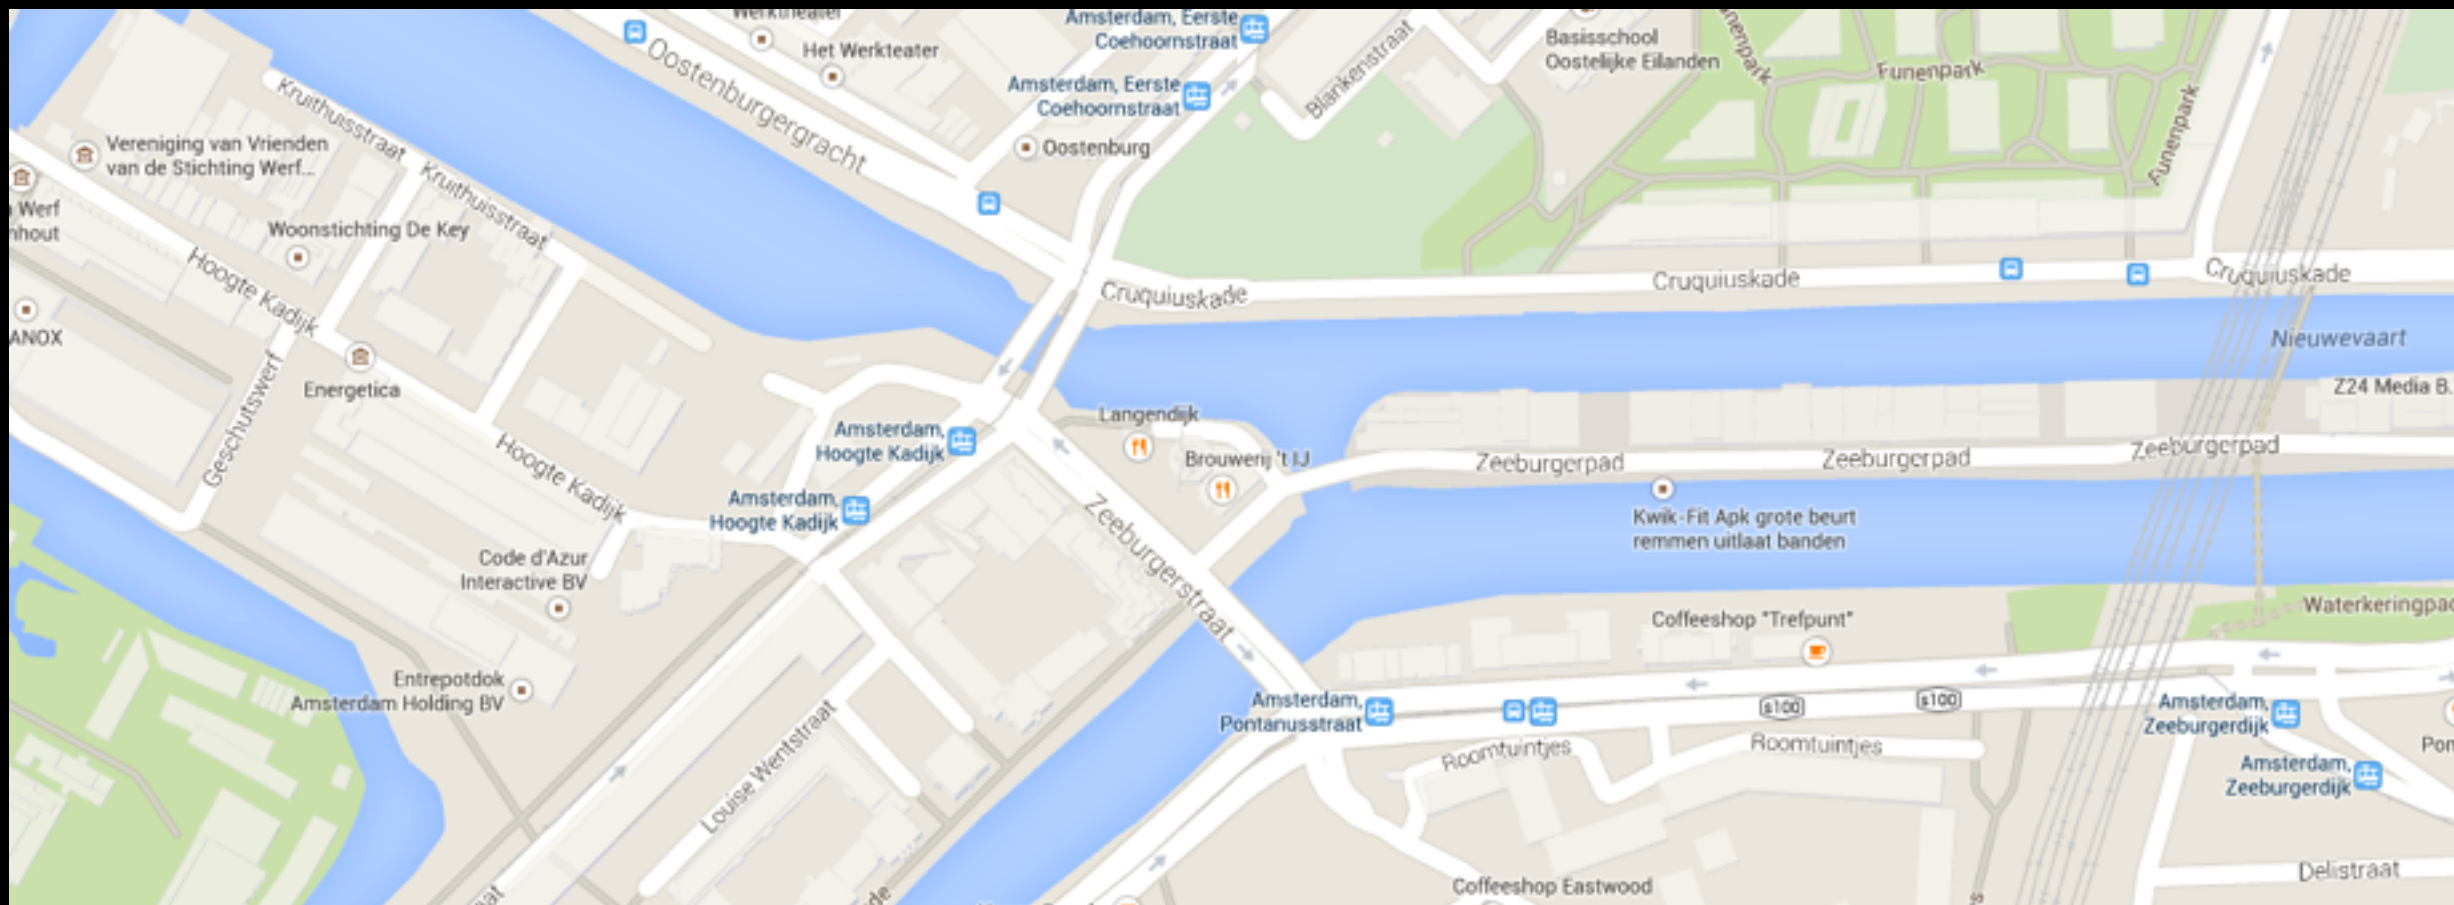 Werktheater
Het Werkteater
Amsterdam, Eerste
Coehoornstraat
Amsterdam, Eerste
Coehoornstraat
Oostenburgergracht
Oostenburg
Blankenstraat
Basisschool
Oostelijke Eilanden
Funenpark
Funenpark
Kruithuisstraat
Kruithuisstraat
Vereniging van Vrienden
van de Stichting Werf...
Werf
Woonstichting De Key
Hoogte Kadijk
ANOX
Energetica
Geschutswerf
Hoogte Kadijk
Cruquiuskade
Cruquiuskade
Cruquiuskade
Nieuwevaart
Z24 Media B.
Langendijk
Brouwerij 't IJ
Amsterdam,
Hoogte Kadijk
Amsterdam,
Hoogte Kadijk
Zeeburgerpad
Zeeburgerpad
Zeeburgerpad
Kwik-Fit Apk grote beurt
remmen uitlaat banden
Zeeburgerstraat
Code d'Azur
Interactive BV
Entrepotdok
Amsterdam Holding BV
Louise Wentstraat
Coffeeshop "Trefpunt"
Waterkeringpad
Amsterdam,
Pontanusstraat
s100
s100
Amsterdam,
Zeeburgerdijk
Amsterdam,
Zeeburgerdijk
Pon
Roomtuintjes
Roomtuintjes
Coffeeshop Eastwood
Delistraat